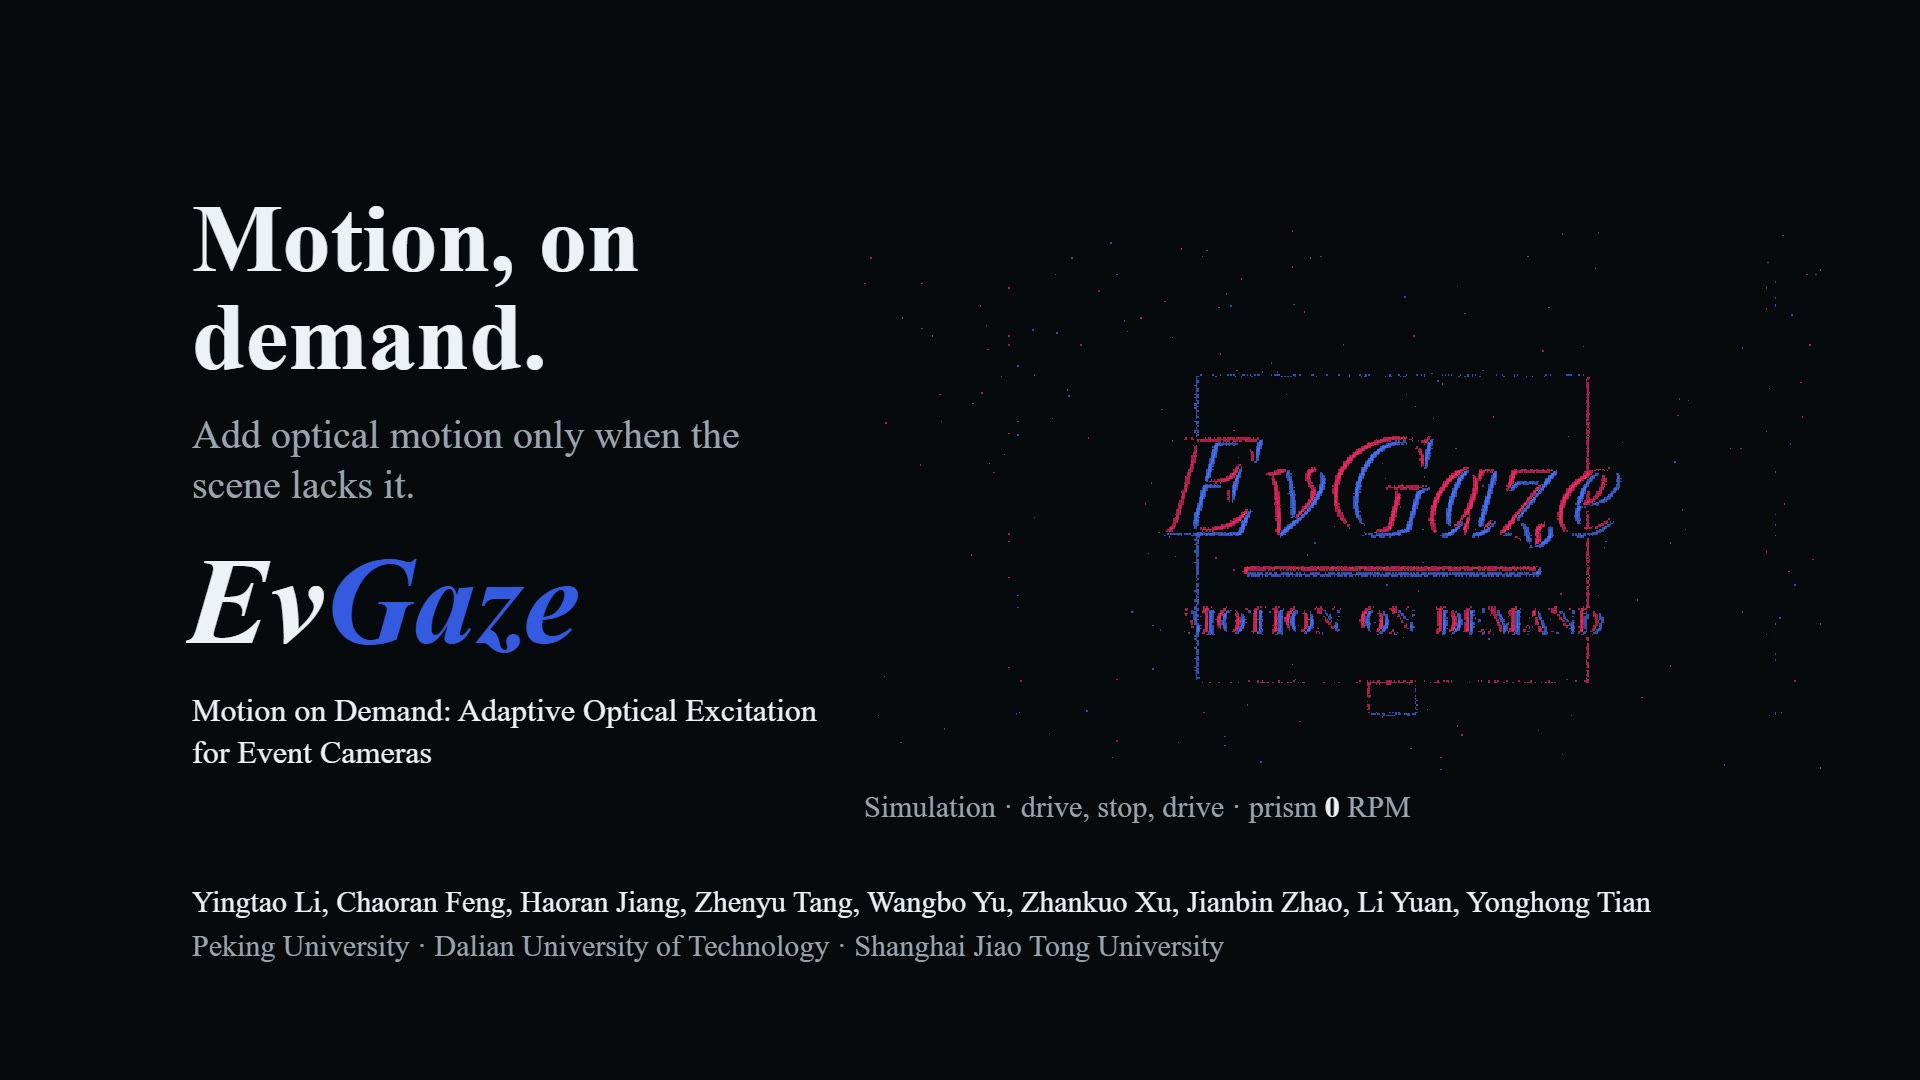 Motion, on
demand.
Add optical motion only when the
scene lacks it.
EvGaze
Motion on Demand: Adaptive Optical Excitation
for Event Cameras
EvGaze
MOTION ON DEMAND
Simulation · drive, stop, drive · prism 0 RPM
Yingtao Li, Chaoran Feng, Haoran Jiang, Zhenyu Tang, Wangbo Yu, Zhankuo Xu, Jianbin Zhao, Li Yuan, Yonghong Tian
Peking University · Dalian University of Technology · Shanghai Jiao Tong University